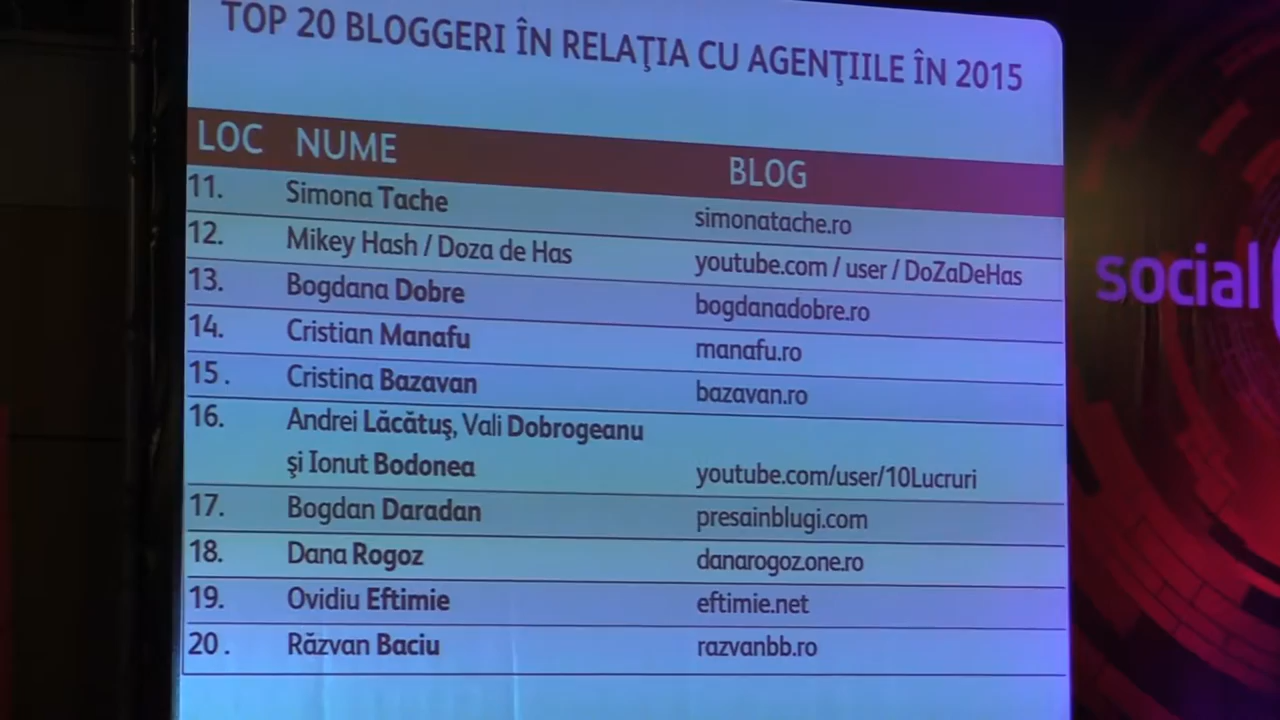 TOP 20 BLOGGERI ÎN RELAŢIA CU AGENŢIILE ÎN 2015
LOC NUME BLOG
11. Simona Tache simonatache.ro
12. Mikey Hash / Doza de Has youtube.com / user / DoZaDeHas
13. Bogdana Dobre bogdanadobre.ro
14. Cristian Manafu manafu.ro
15. Cristina Bazavan bazavan.ro
16. Andrei Lăcătuş, Vali Dobrogeanu
şi Ionut Bodonea youtube.com/user/10Lucruri
17. Bogdan Daradan presainblugi.com
18. Dana Rogoz danarogoz.one.ro
19. Ovidiu Eftimie eftimie.net
20. Răzvan Baciu razvanbb.ro
social